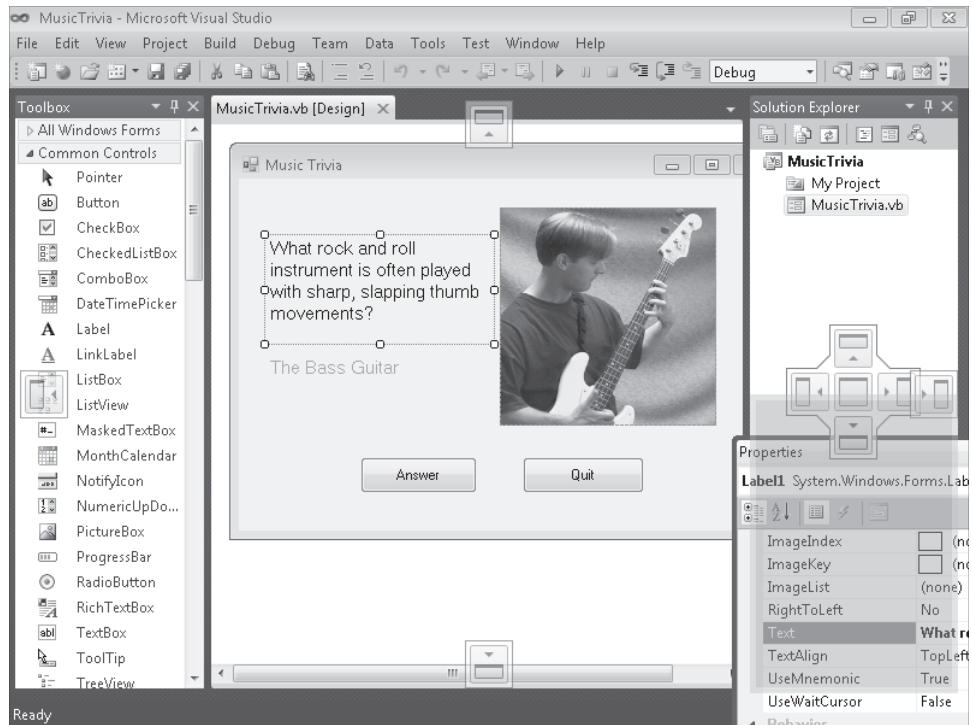 MusicTrivia - Microsoft Visual Studio
File Edit View Project Build Debug Team Data Tools Test Window Help
Debug
Toolbox
All Windows Forms
Common Controls
Pointer
Button
CheckBox
CheckedListBox
ComboBox
DateTimePicker
Label
LinkLabel
ListBox
ListView
MaskedTextBox
MonthCalendar
NotifyIcon
NumericUpDo...
PictureBox
ProgressBar
RadioButton
RichTextBox
TextBox
ToolTip
TreeView
MusicTrivia.vb [Design]
Music Trivia
What rock and roll
instrument is often played
with sharp, slapping thumb
movements?
The Bass Guitar
Answer Quit
Solution Explorer
MusicTrivia
My Project
MusicTrivia.vb
Properties
Label1 System.Windows.Forms.Lab
ImageIndex (no
ImageKey (no
ImageList (none)
RightToLeft No
Text What ro
TextAlign TopLeft
UseMnemonic True
UseWaitCursor False
Behavior
Ready